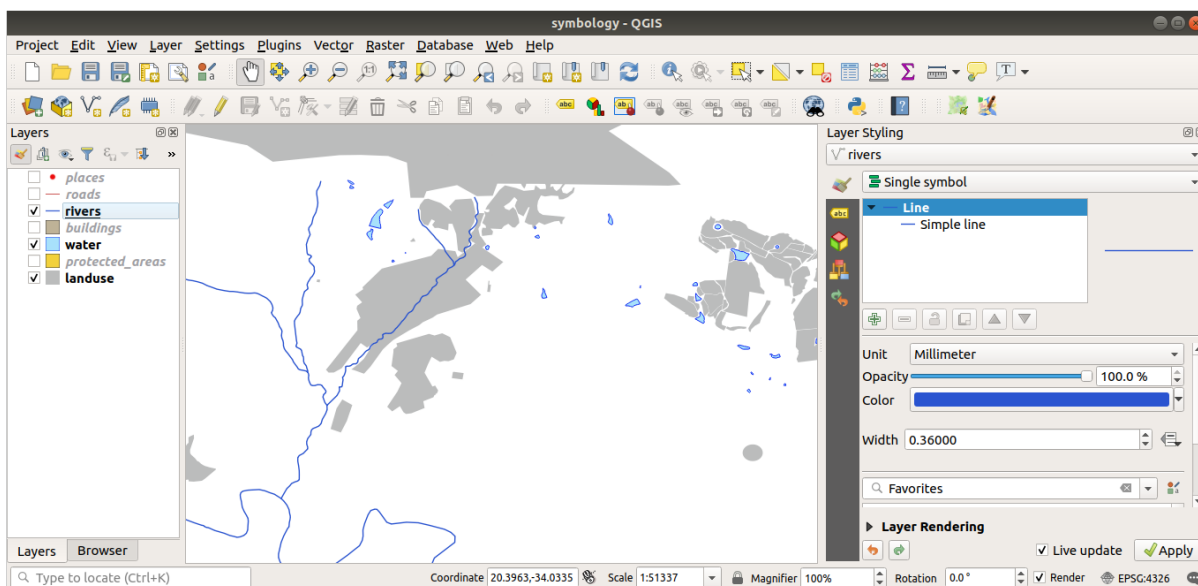 symbology - QGIS
Project Edit View Layer Settings Plugins Vector Raster Database Web Help
Layers
places
roads
rivers
buildings
water
protected_areas
landuse
Layers Browser
Type to locate (Ctrl+K)
Layer Styling
rivers
Single symbol
Line
Simple line
Unit Millimeter
Opacity 100.0 %
Color
Width 0.36000
Favorites
Layer Rendering
Live update Apply
Coordinate 20.3963,-34.0335 Scale 1:51337 Magnifier 100% Rotation 0.0 ° Render EPSG:4326